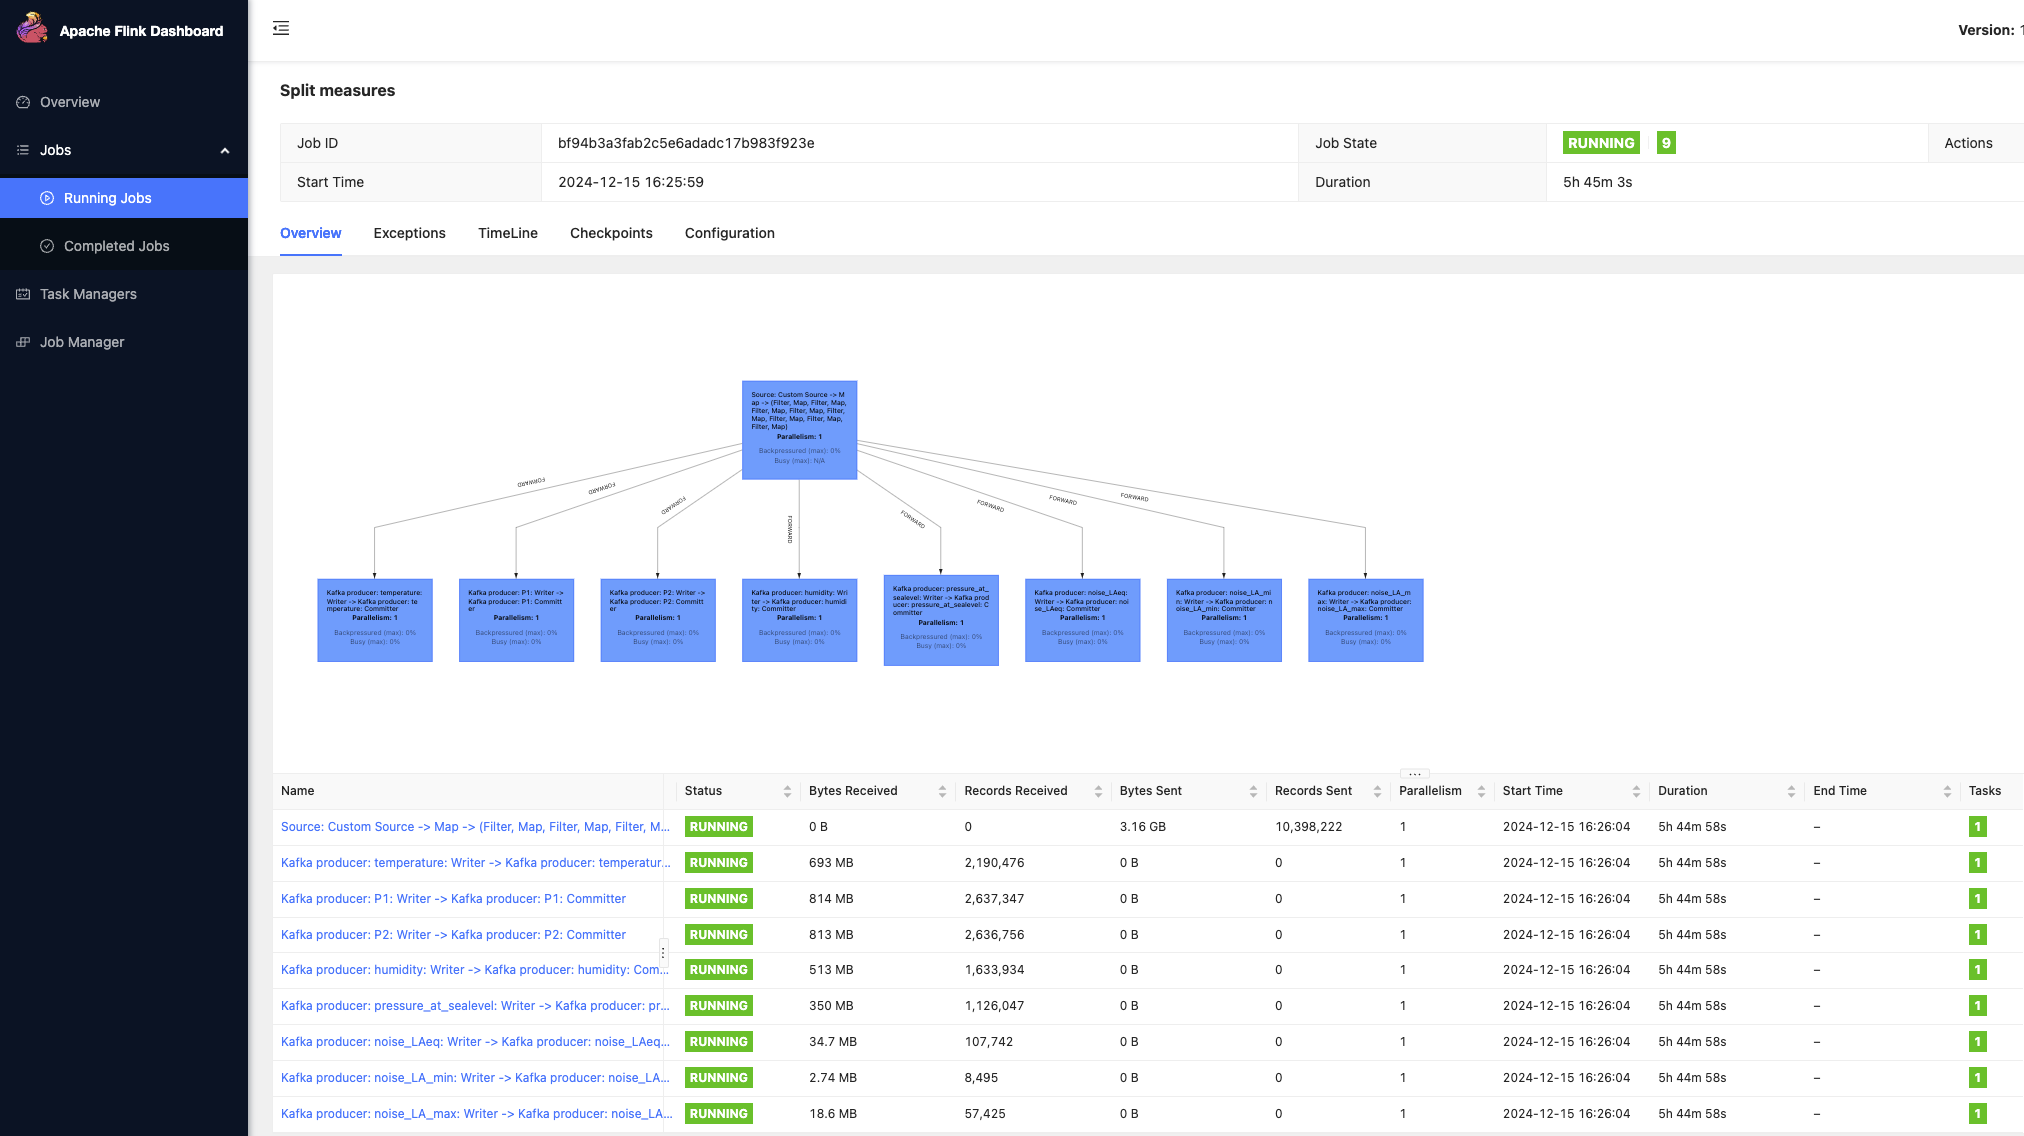 Apache Flink Dashboard
Version: 1
Overview
Jobs
Running Jobs
Completed Jobs
Task Managers
Job Manager
Split measures
Job ID bf94b3a3fab2c5e6adadc17b983f923e Job State RUNNING 9 Actions
Start Time 2024-12-15 16:25:59 Duration 5h 45m 3s
Overview Exceptions TimeLine Checkpoints Configuration
Source: Custom Source -> M
ap -> (Filter, Map, Filter, Map,
Filter, Map, Filter, Map, Filter,
Map, Filter, Map, Filter, Map,
Filter, Map)
Parallelism: 1
Backpressured (max): 0%
Busy (max): N/A
FORWARD
FORWARD
FORWARD
FORWARD
FORWARD
FORWARD
FORWARD
FORWARD
Kafka producer: temperature:
Writer -> Kafka producer: te
mperature: Committer
Parallelism: 1
Backpressured (max): 0%
Busy (max): 0%
Kafka producer: P1: Writer ->
Kafka producer: P1: Committ
er
Parallelism: 1
Backpressured (max): 0%
Busy (max): 0%
Kafka producer: P2: Writer ->
Kafka producer: P2: Committ
er
Parallelism: 1
Backpressured (max): 0%
Busy (max): 0%
Kafka producer: humidity: Wri
ter -> Kafka producer: humidi
ty: Committer
Parallelism: 1
Backpressured (max): 0%
Busy (max): 0%
Kafka producer: pressure_at_
sealevel: Writer -> Kafka prod
ucer: pressure_at_sealevel: C
ommitter
Parallelism: 1
Backpressured (max): 0%
Busy (max): 0%
Kafka producer: noise_LAeq:
Writer -> Kafka producer: noi
se_LAeq: Committer
Parallelism: 1
Backpressured (max): 0%
Busy (max): 0%
Kafka producer: noise_LA_mi
n: Writer -> Kafka producer: n
oise_LA_min: Committer
Parallelism: 1
Backpressured (max): 0%
Busy (max): 0%
Kafka producer: noise_LA_m
ax: Writer -> Kafka producer:
noise_LA_max: Committer
Parallelism: 1
Backpressured (max): 0%
Busy (max): 0%
Name Status Bytes Received Records Received Bytes Sent Records Sent Parallelism Start Time Duration End Time Tasks
Source: Custom Source -> Map -> (Filter, Map, Filter, Map, Filter, M... RUNNING 0 B 0 3.16 GB 10,398,222 1 2024-12-15 16:26:04 5h 44m 58s – 1
Kafka producer: temperature: Writer -> Kafka producer: temperatur... RUNNING 693 MB 2,190,476 0 B 0 1 2024-12-15 16:26:04 5h 44m 58s – 1
Kafka producer: P1: Writer -> Kafka producer: P1: Committer RUNNING 814 MB 2,637,347 0 B 0 1 2024-12-15 16:26:04 5h 44m 58s – 1
Kafka producer: P2: Writer -> Kafka producer: P2: Committer RUNNING 813 MB 2,636,756 0 B 0 1 2024-12-15 16:26:04 5h 44m 58s – 1
Kafka producer: humidity: Writer -> Kafka producer: humidity: Com... RUNNING 513 MB 1,633,934 0 B 0 1 2024-12-15 16:26:04 5h 44m 58s – 1
Kafka producer: pressure_at_sealevel: Writer -> Kafka producer: pr... RUNNING 350 MB 1,126,047 0 B 0 1 2024-12-15 16:26:04 5h 44m 58s – 1
Kafka producer: noise_LAeq: Writer -> Kafka producer: noise_LAeq... RUNNING 34.7 MB 107,742 0 B 0 1 2024-12-15 16:26:04 5h 44m 58s – 1
Kafka producer: noise_LA_min: Writer -> Kafka producer: noise_LA... RUNNING 2.74 MB 8,495 0 B 0 1 2024-12-15 16:26:04 5h 44m 58s – 1
Kafka producer: noise_LA_max: Writer -> Kafka producer: noise_LA... RUNNING 18.6 MB 57,425 0 B 0 1 2024-12-15 16:26:04 5h 44m 58s – 1